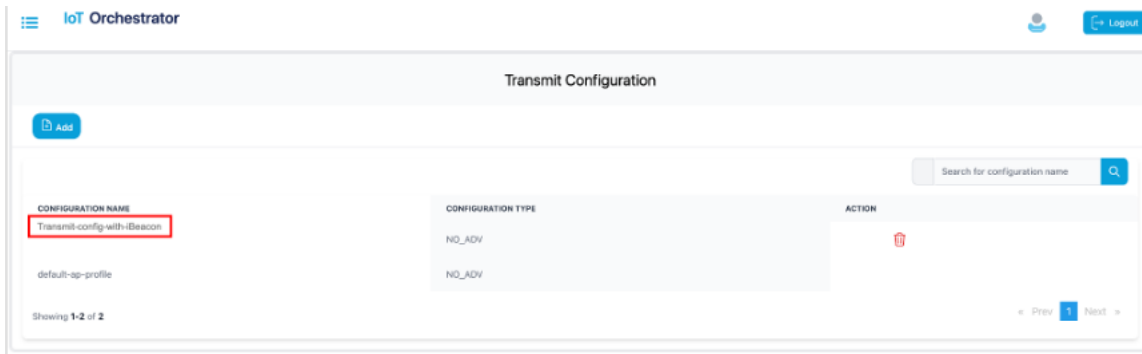 IoT Orchestrator
Logout
Transmit Configuration
Add
Search for configuration name
CONFIGURATION NAME CONFIGURATION TYPE ACTION
Transmit-config-with-iBeacon NO_ADV
default-ap-profile NO_ADV
Showing 1-2 of 2 « Prev 1 Next »